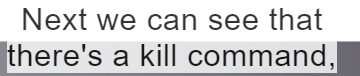 Next we can see that
there's a kill command,